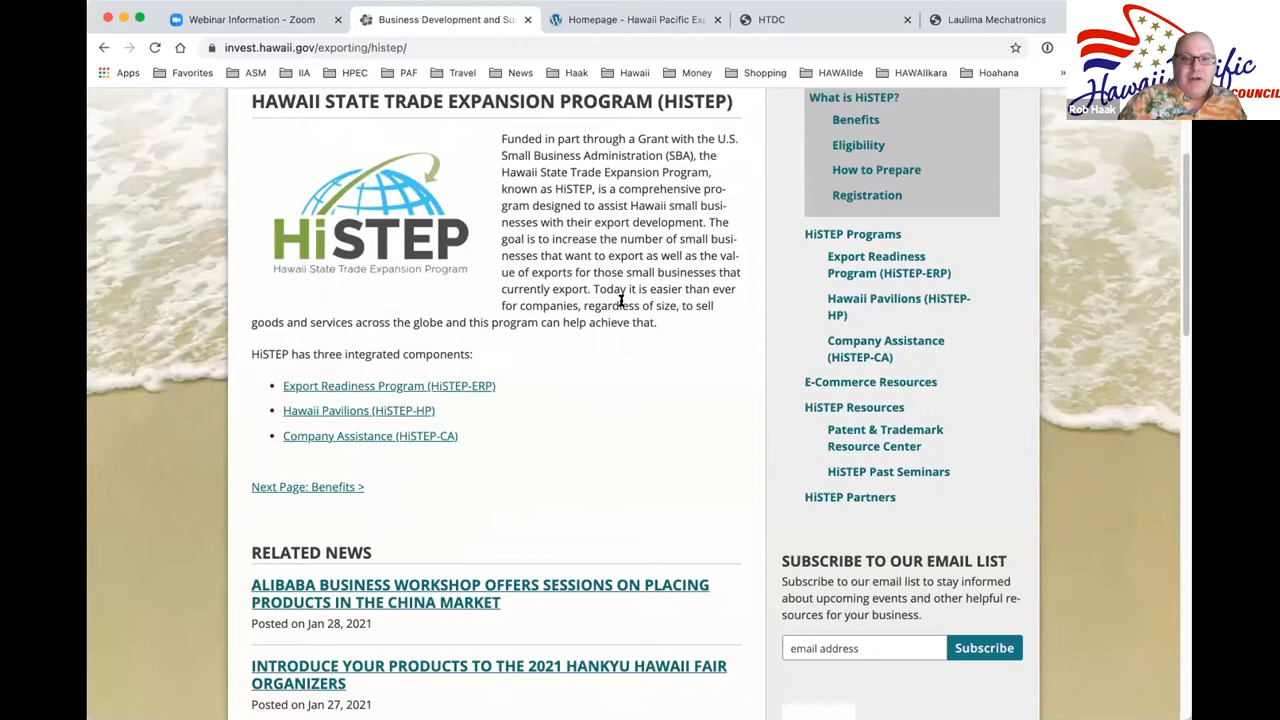 Webinar Information - Zoom
Business Development and Su
Homepage - Hawaii Pacific Exp
HTDC
Laulima Mechatronics
invest.hawaii.gov/exporting/histep/
Apps
Favorites
ASM
IIA
HPEC
PAF
Travel
News
Haak
Hawaii
Money
Shopping
HAWAIIde
HAWAIIkara
Hoahana
»
Hawaii Pacific
COUNCIL
Rob Haak
HAWAII STATE TRADE EXPANSION PROGRAM (HISTEP)
HiSTEP
Hawaii State Trade Expansion Program
Funded in part through a Grant with the U.S.
Small Business Administration (SBA), the
Hawaii State Trade Expansion Program,
known as HiSTEP, is a comprehensive pro-
gram designed to assist Hawaii small busi-
nesses with their export development. The
goal is to increase the number of small busi-
nesses that want to export as well as the val-
ue of exports for those small businesses that
currently export. Today it is easier than ever
for companies, regardless of size, to sell
goods and services across the globe and this program can help achieve that.
HiSTEP has three integrated components:
• Export Readiness Program (HiSTEP-ERP)
• Hawaii Pavilions (HiSTEP-HP)
• Company Assistance (HiSTEP-CA)
Next Page: Benefits >
RELATED NEWS
ALIBABA BUSINESS WORKSHOP OFFERS SESSIONS ON PLACING
PRODUCTS IN THE CHINA MARKET
Posted on Jan 28, 2021
INTRODUCE YOUR PRODUCTS TO THE 2021 HANKYU HAWAII FAIR
ORGANIZERS
Posted on Jan 27, 2021
What is HiSTEP?
Benefits
Eligibility
How to Prepare
Registration
HiSTEP Programs
Export Readiness
Program (HiSTEP-ERP)
Hawaii Pavilions (HiSTEP-
HP)
Company Assistance
(HiSTEP-CA)
E-Commerce Resources
HiSTEP Resources
Patent & Trademark
Resource Center
HiSTEP Past Seminars
HiSTEP Partners
SUBSCRIBE TO OUR EMAIL LIST
Subscribe to our email list to stay informed
about upcoming events and other helpful re-
sources for your business.
email address
Subscribe